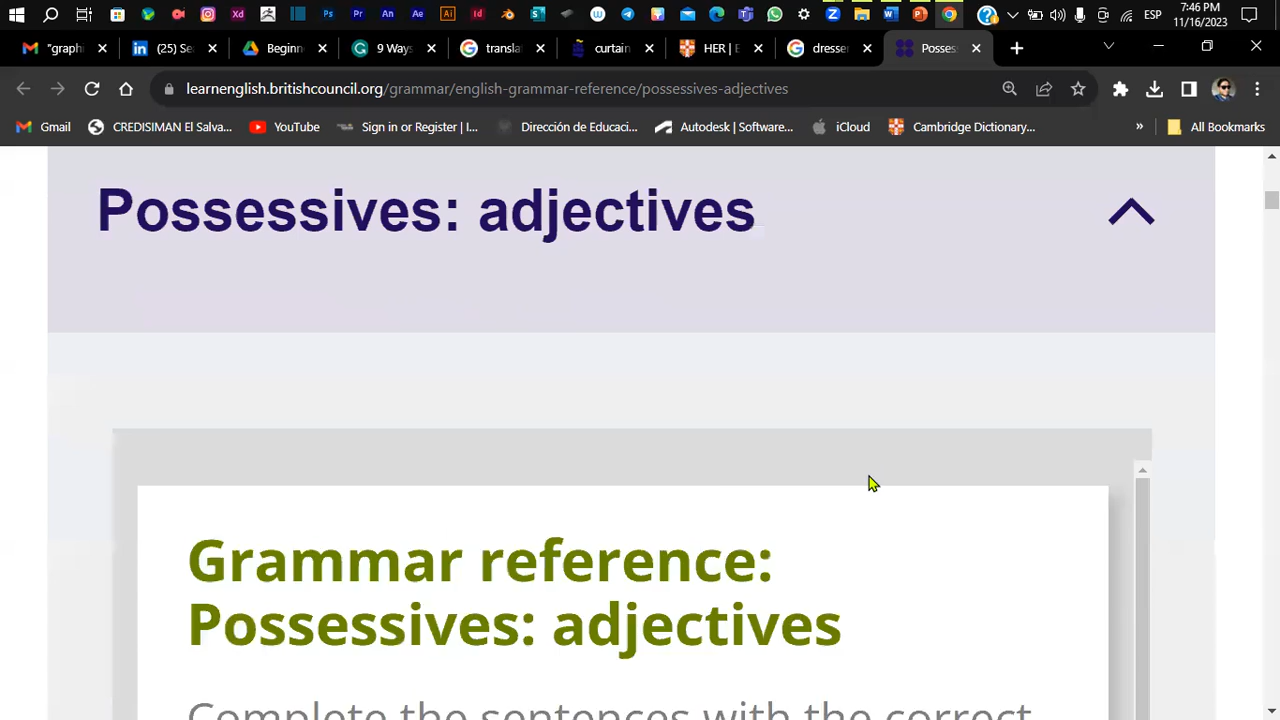 ESP
7:46 PM
11/16/2023
"graph
(25) Se
Beginn
9 Ways
transla
curtain
HER | E
dresser
Posses
learnenglish.britishcouncil.org/grammar/english-grammar-reference/possessives-adjectives
Gmail
CREDISIMAN El Salva...
YouTube
Sign in or Register | I...
Dirección de Educaci...
Autodesk | Software...
iCloud
Cambridge Dictionary...
»
All Bookmarks
Possessives: adjectives
Grammar reference:
Possessives: adjectives
Complete the sentences with the correct